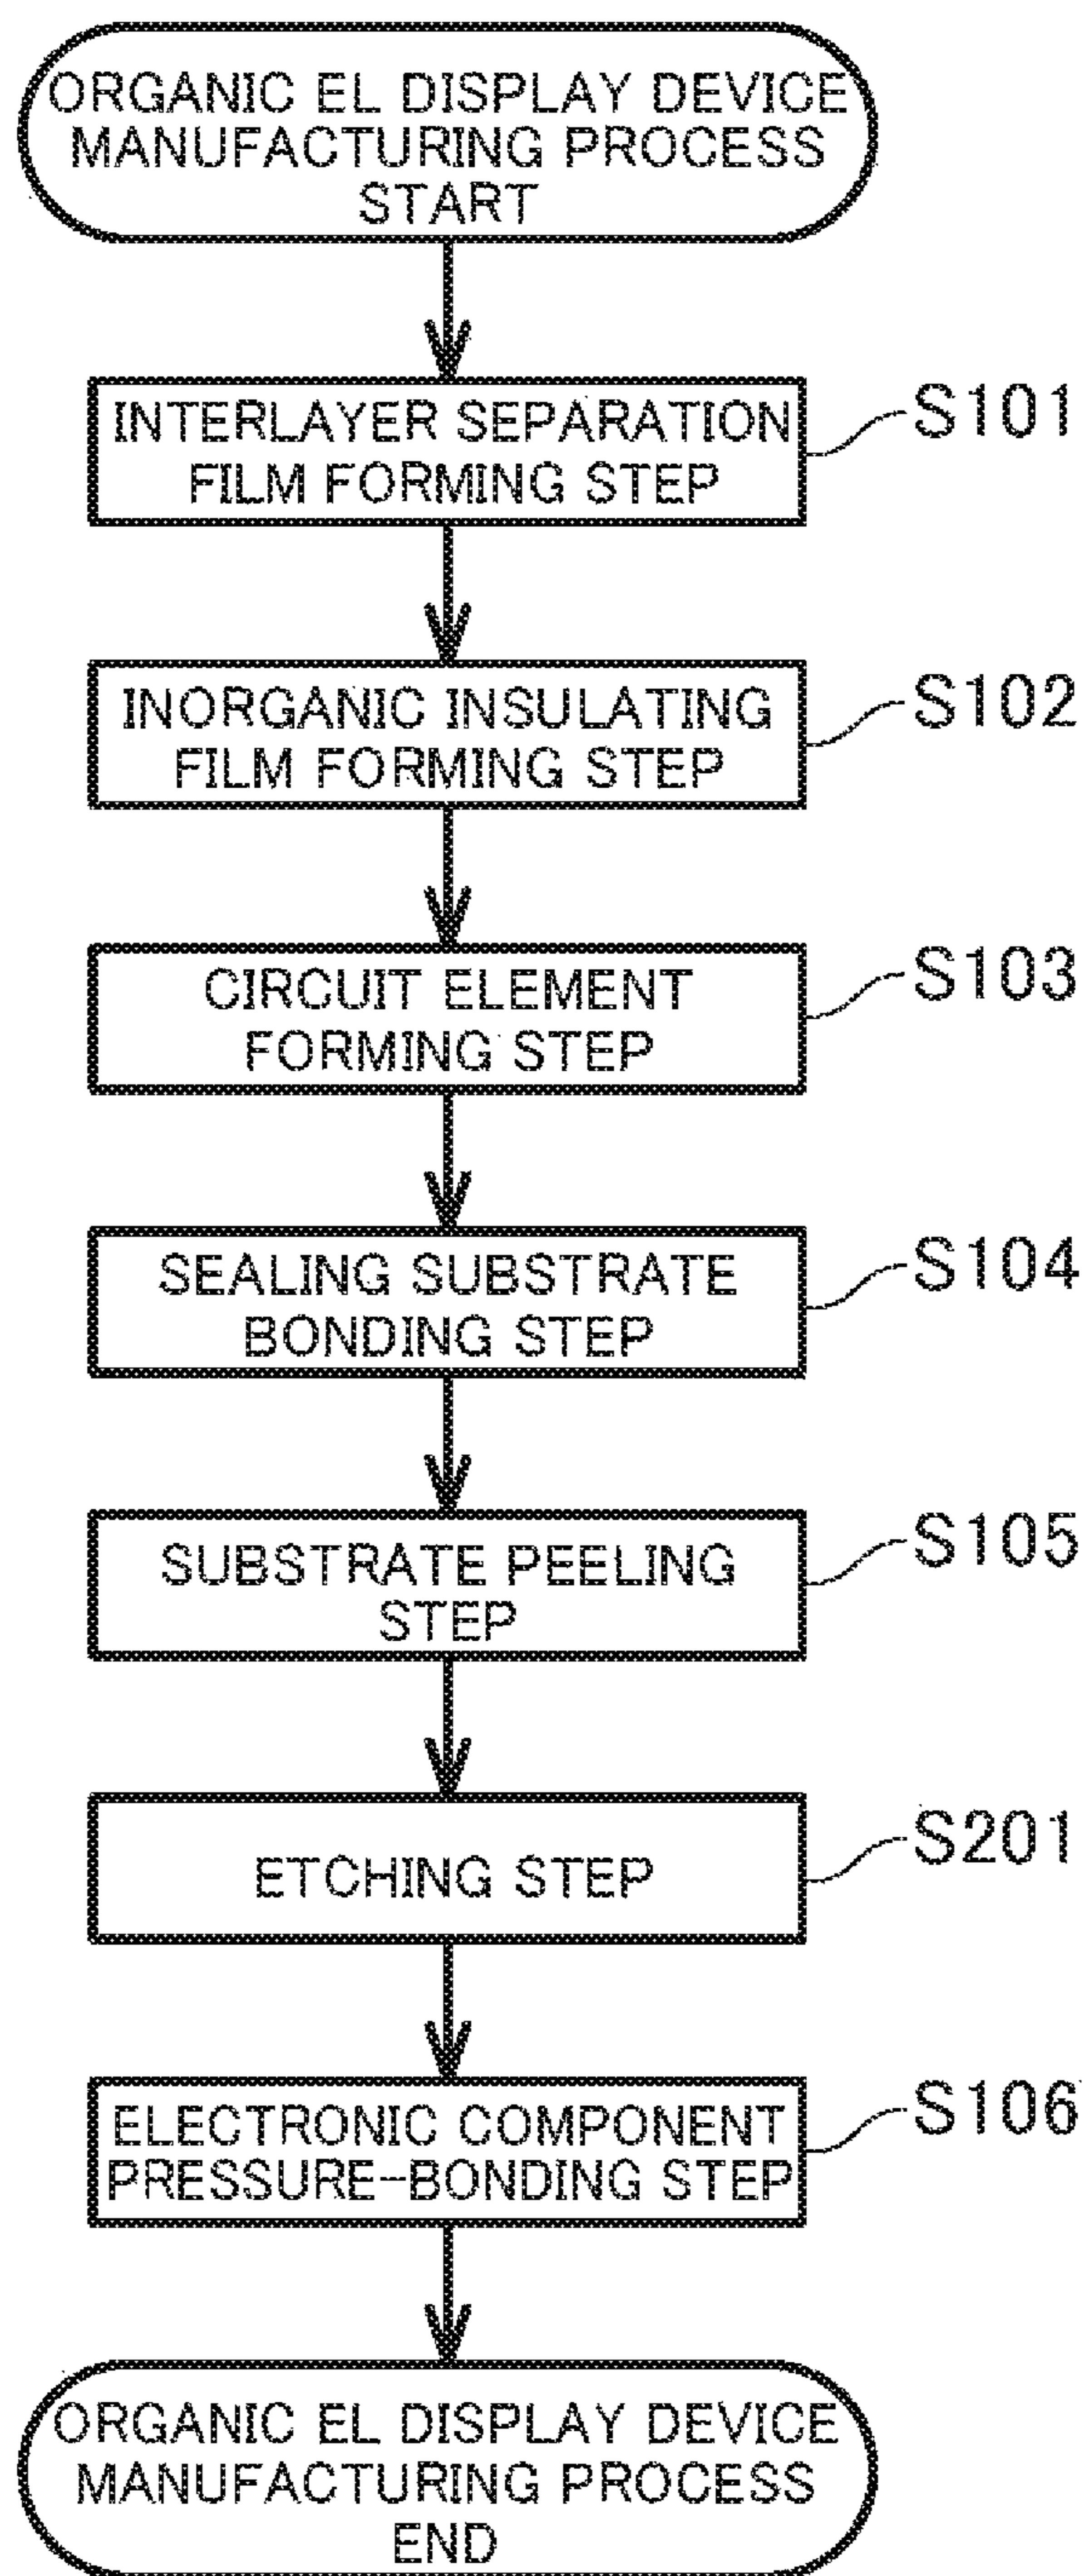 ORGANIC EL DISPLAY DEVICE
MANUFACTURING PROCESS
START
INTERLAYER SEPARATION
FILM FORMING STEP
S101
INORGANIC INSULATING
FILM FORMING STEP
S102
CIRCUIT ELEMENT
FORMING STEP
S103
SEALING SUBSTRATE
BONDING STEP
S104
SUBSTRATE PEELING
STEP
S105
ETCHING STEP
S201
ELECTRONIC COMPONENT
PRESSURE-BONDING STEP
S106
ORGANIC EL DISPLAY DEVICE
MANUFACTURING PROCESS
END